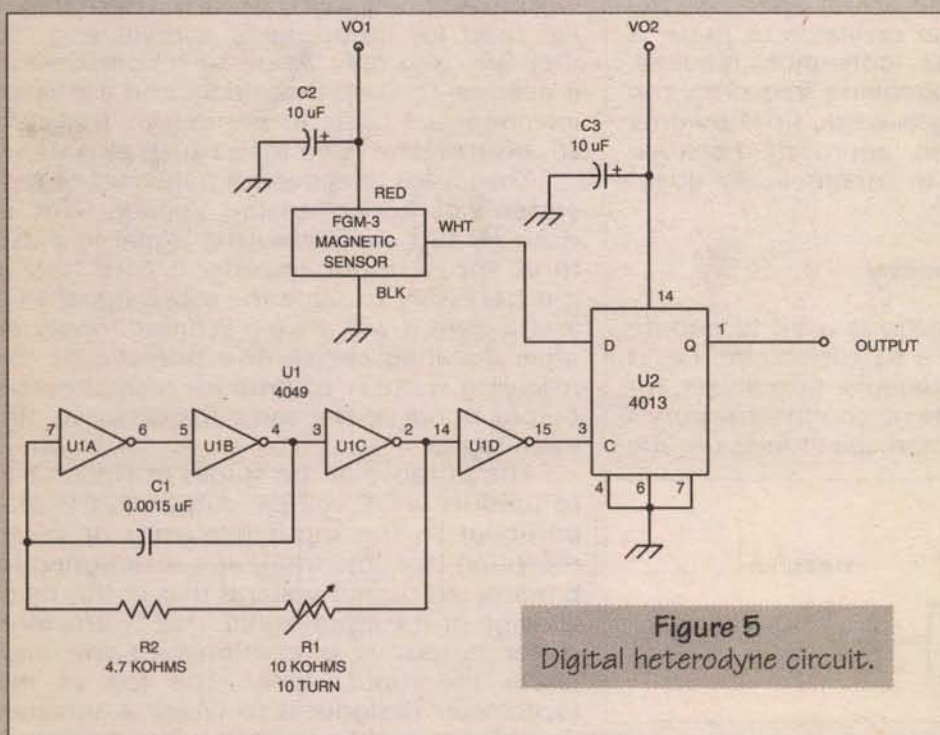 VO1
VO2
C2
10 uF
+
C3
10 uF
+
RED
FGM-3
MAGNETIC
SENSOR
WHT
BLK
14
D
Q
1
OUTPUT
U2
4013
U1
4049
7
U1A
6
5
U1B
4
3
U1C
2
14
U1D
15
3
C
4
6
7
C1
0.0015 uF
R2
4.7 KOHMS
R1
10 KOHMS
10 TURN
Figure 5
Digital heterodyne circuit.